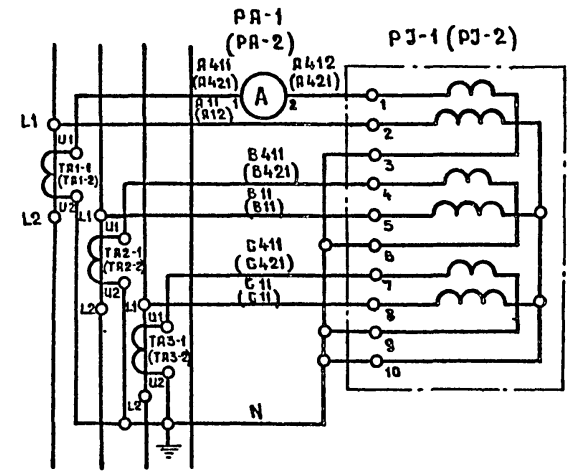 PA-1
(PA-2)
PJ-1 (PJ-2)
A411
(A421)
A412
(A421)
A
1
2
A11
(A12)
1
L1
2
U1
TA1-1
(TA1-2)
U2
B411
(B421)
3
4
L2
L1
B11
(B11)
5
U1
TA2-1
(TA2-2)
U2
C411
(C421)
6
7
L2
L1
C11
(C11)
8
U1
TA3-1
(TA3-2)
U2
9
10
L2
N